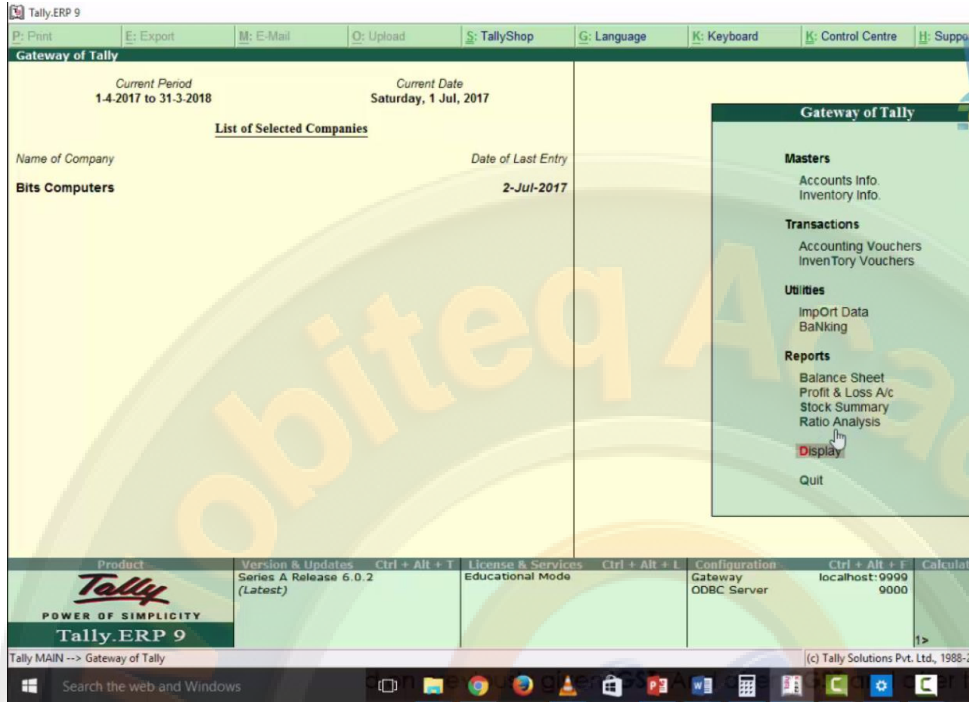 Tally.ERP 9
P: Print E: Export M: E-Mail O: Upload S: TallyShop G: Language K: Keyboard K: Control Centre H: Suppo
Gateway of Tally
Current Period Current Date
1-4-2017 to 31-3-2018 Saturday, 1 Jul, 2017
List of Selected Companies
Name of Company Date of Last Entry
Bits Computers 2-Jul-2017
Gateway of Tally
Masters
Accounts Info.
Inventory Info.
Transactions
Accounting Vouchers
InvenTory Vouchers
Utilities
ImpOrt Data
BaNking
Reports
Balance Sheet
Profit & Loss A/c
Stock Summary
Ratio Analysis
Display
Quit
Product Version & Updates Ctrl + Alt + T License & Services Ctrl + Alt + L Configuration Ctrl + Alt + F Calculat
Tally
POWER OF SIMPLICITY
Tally.ERP 9
Series A Release 6.0.2
(Latest)
Educational Mode
Gateway localhost:9999
ODBC Server 9000
1>
Tally MAIN --> Gateway of Tally (c) Tally Solutions Pvt. Ltd., 1988-2
Search the web and Windows